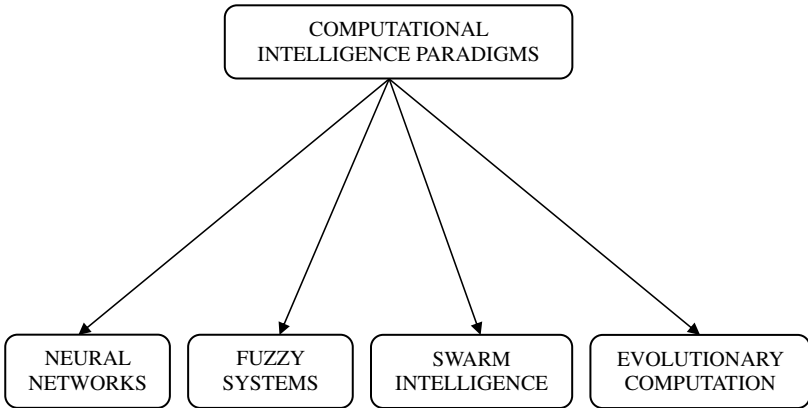 COMPUTATIONAL
INTELLIGENCE PARADIGMS
NEURAL
NETWORKS
FUZZY
SYSTEMS
SWARM
INTELLIGENCE
EVOLUTIONARY
COMPUTATION